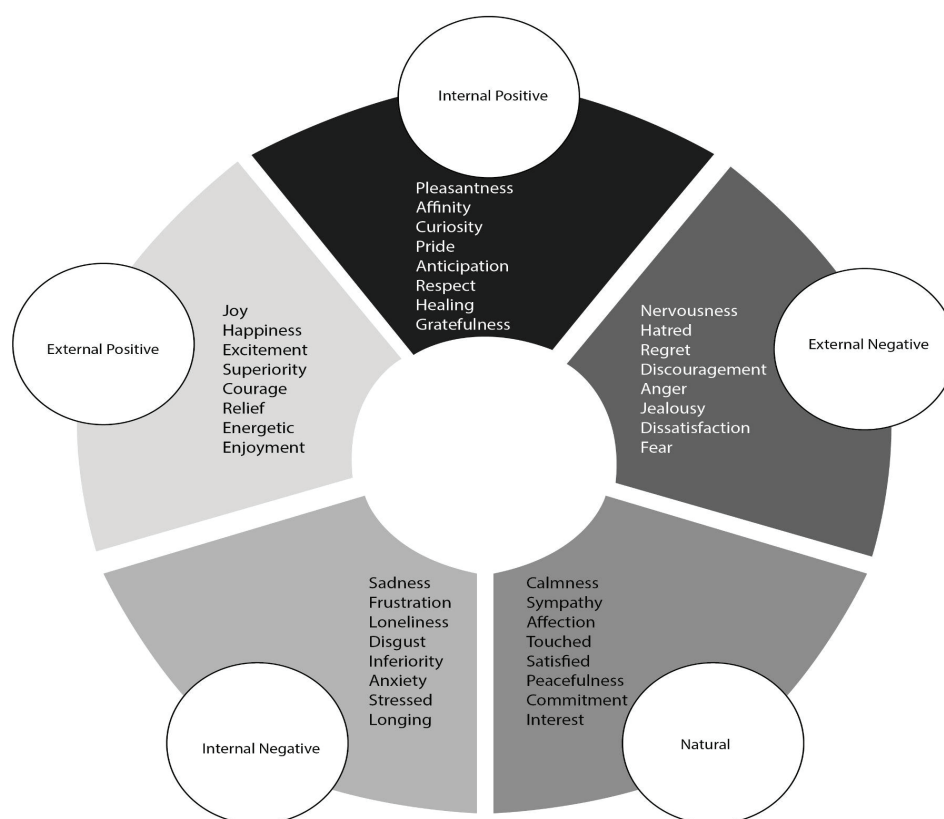 Internal Positive
Pleasantness
Affinity
Curiosity
Pride
Anticipation
Respect
Healing
Gratefulness
External Positive
Joy
Happiness
Excitement
Superiority
Courage
Relief
Energetic
Enjoyment
Nervousness
Hatred
Regret
Discouragement
Anger
Jealousy
Dissatisfaction
Fear
External Negative
Sadness
Frustration
Loneliness
Disgust
Inferiority
Anxiety
Stressed
Longing
Internal Negative
Calmness
Sympathy
Affection
Touched
Satisfied
Peacefulness
Commitment
Interest
Natural